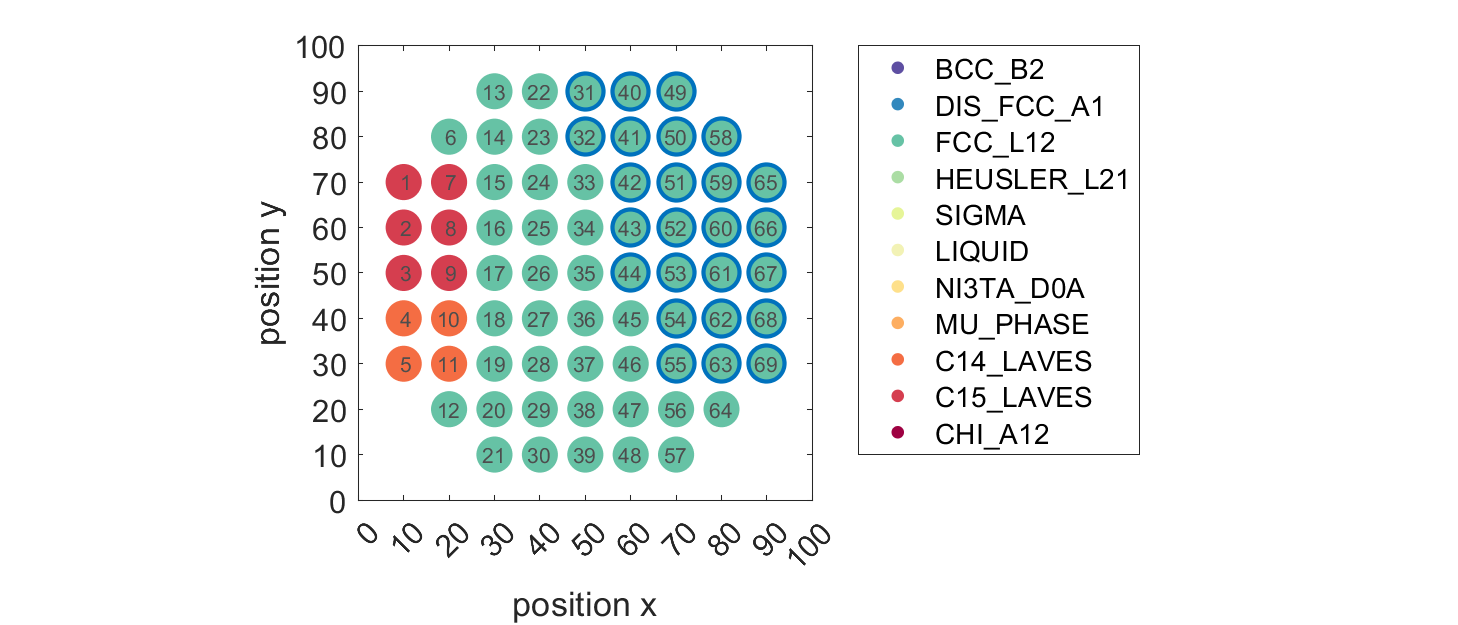 100
90
80
70
60
50
40
30
20
10
0
position y
13 22 31 40 49
6 14 23 32 41 50 58
1 7 15 24 33 42 51 59 65
2 8 16 25 34 43 52 60 66
3 9 17 26 35 44 53 61 67
4 10 18 27 36 45 54 62 68
5 11 19 28 37 46 55 63 69
12 20 29 38 47 56 64
21 30 39 48 57
0 10 20 30 40 50 60 70 80 90 100
position x
BCC_B2
DIS_FCC_A1
FCC_L12
HEUSLER_L21
SIGMA
LIQUID
NI3TA_D0A
MU_PHASE
C14_LAVES
C15_LAVES
CHI_A12